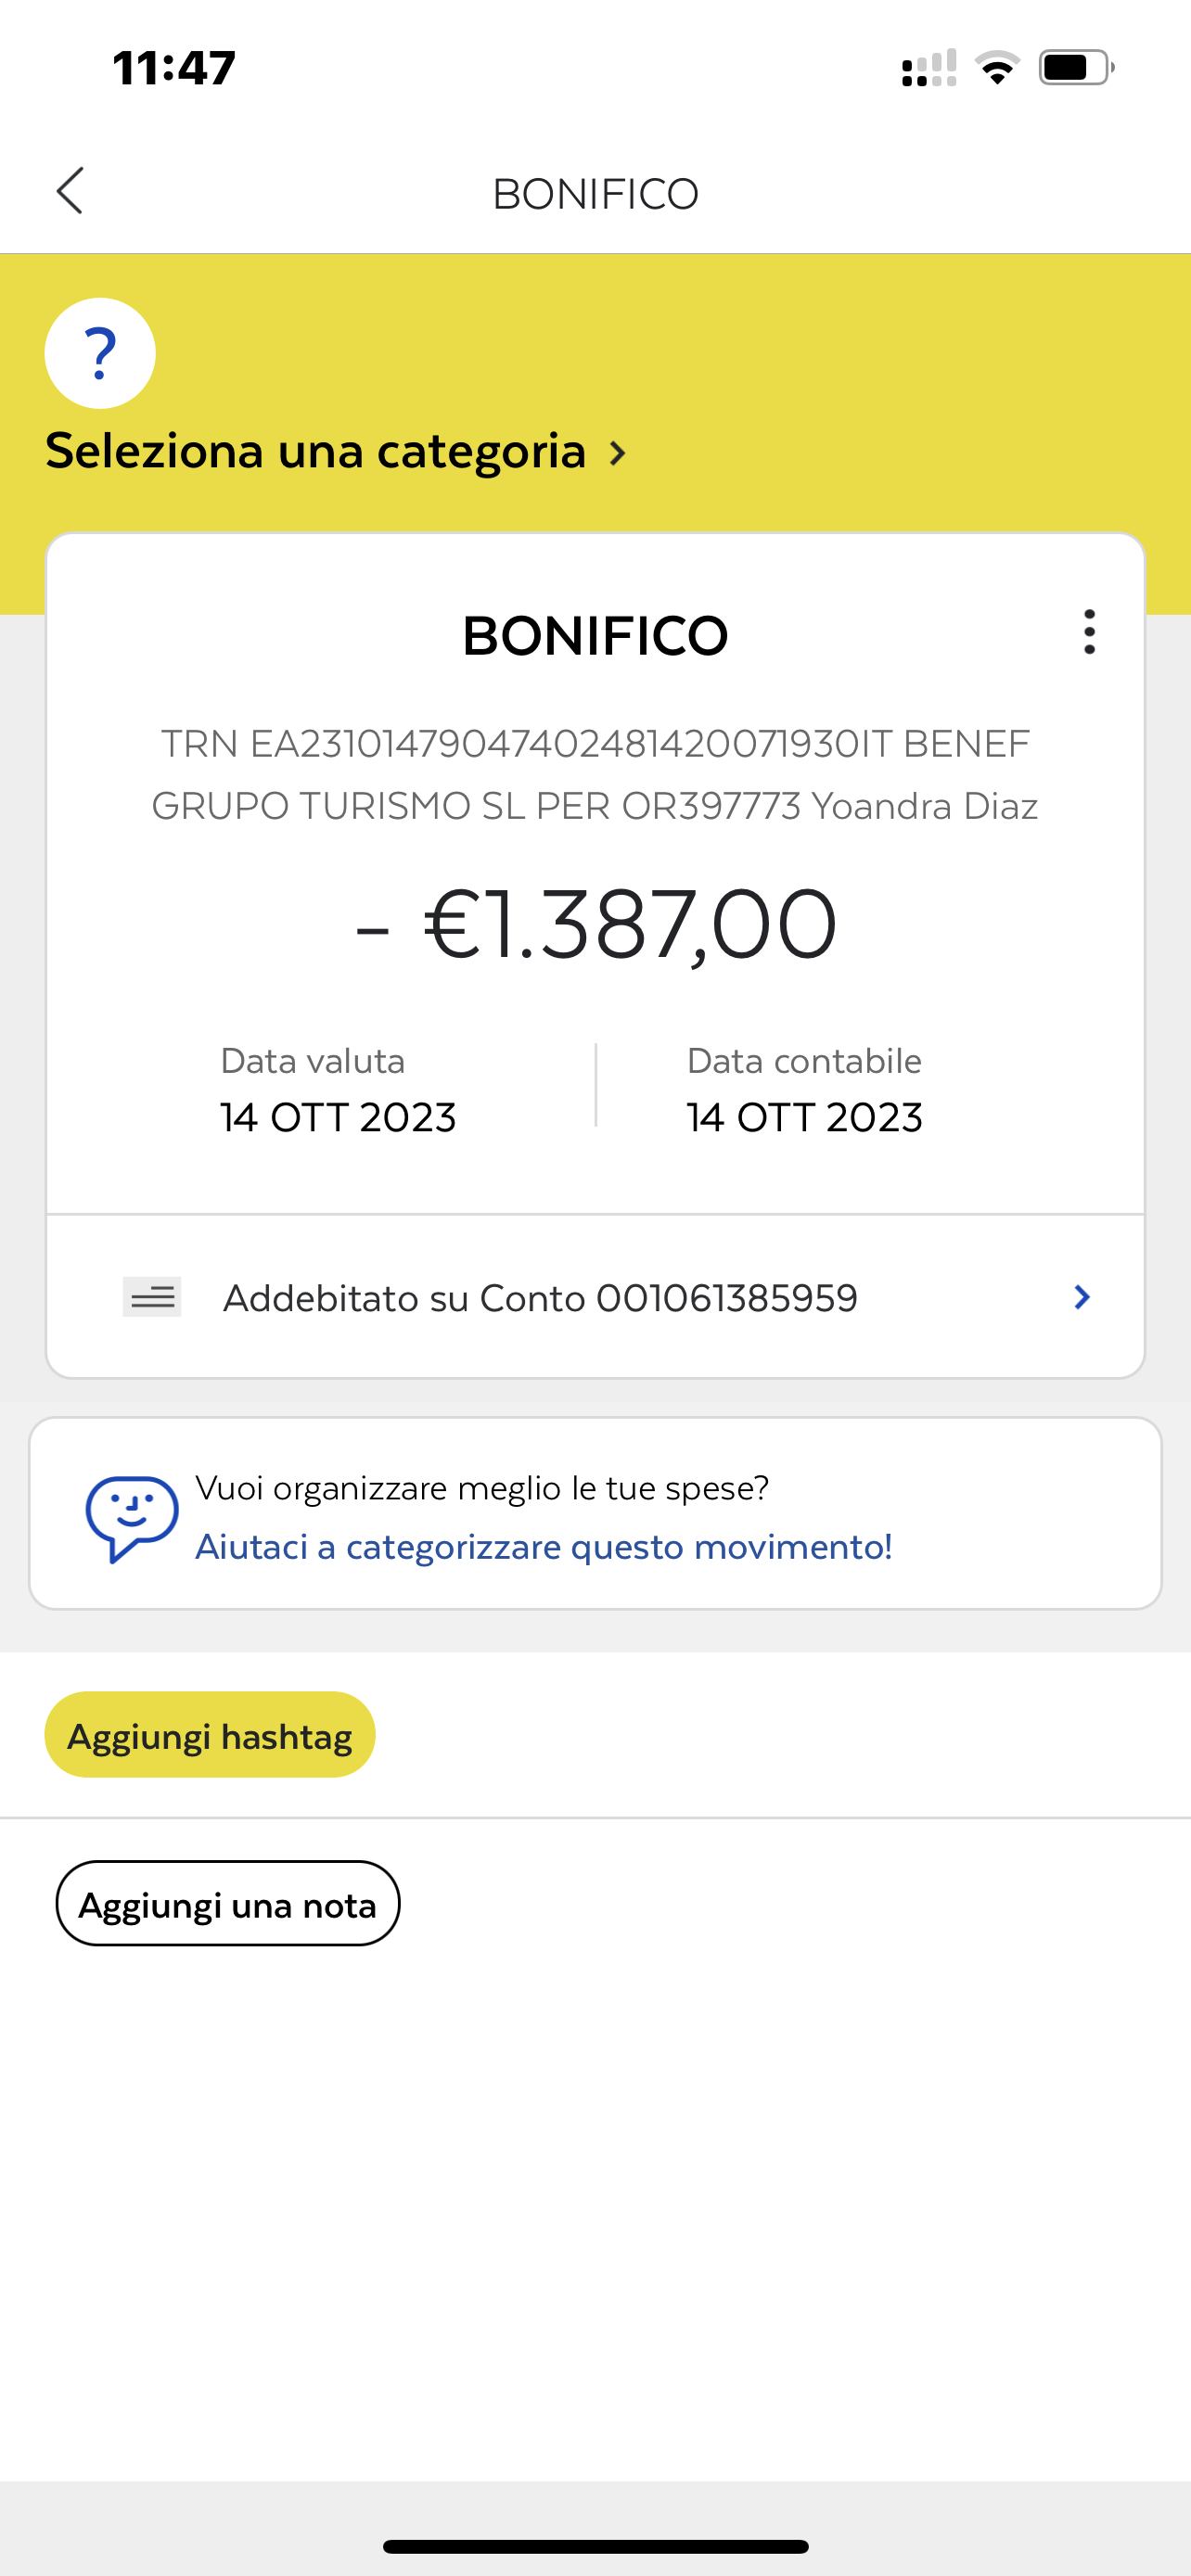 11:47
BONIFICO
?
Seleziona una categoria
BONIFICO
TRN EA23101479047402481420071930IT BENEF
GRUPO TURISMO SL PER OR397773 Yoandra Diaz
- €1.387,00
Data valuta
14 OTT 2023
Data contabile
14 OTT 2023
Addebitato su Conto 001061385959
Vuoi organizzare meglio le tue spese?
Aiutaci a categorizzare questo movimento!
Aggiungi hashtag
Aggiungi una nota